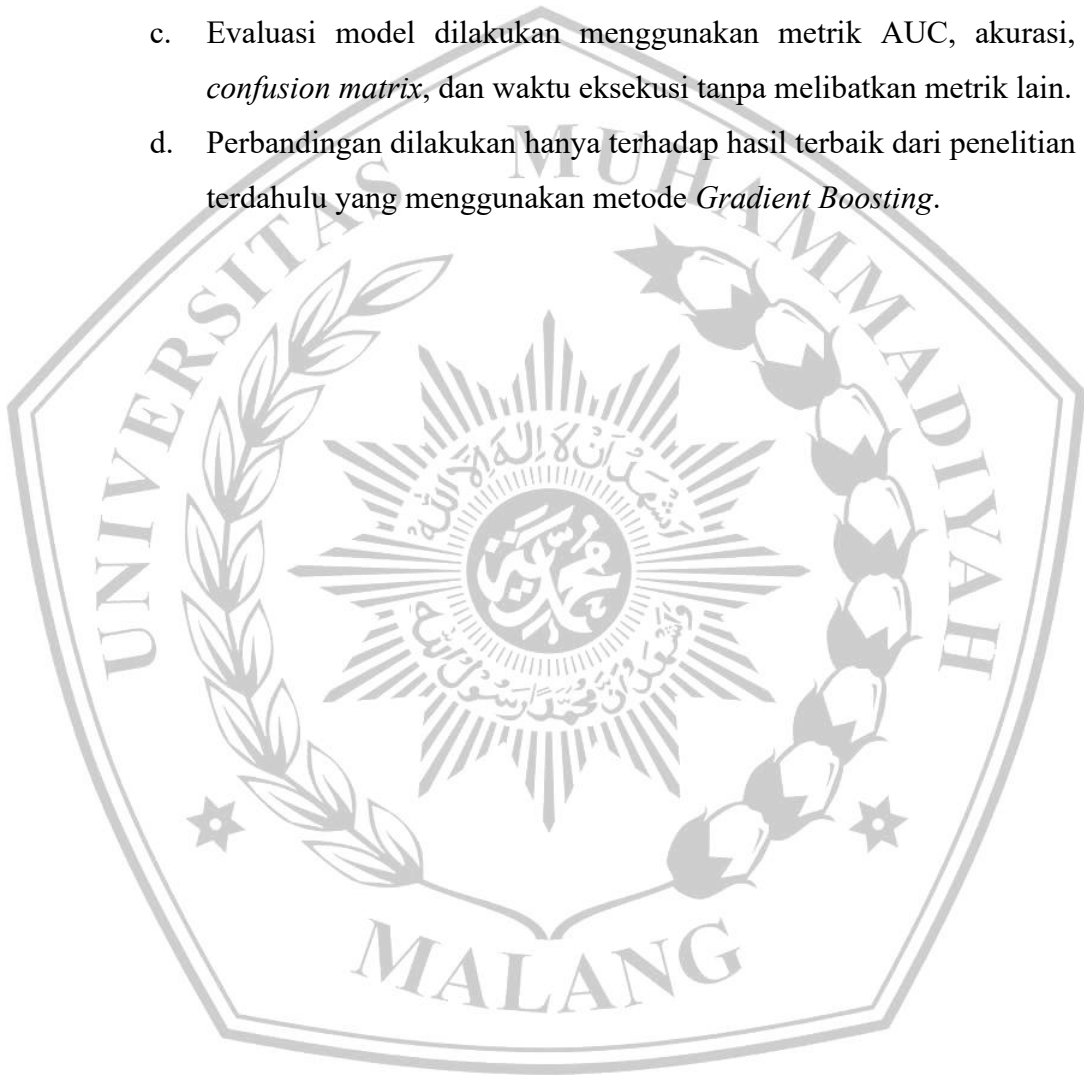 c. Evaluasi model dilakukan menggunakan metrik AUC, akurasi,
confusion matrix, dan waktu eksekusi tanpa melibatkan metrik lain.
d. Perbandingan dilakukan hanya terhadap hasil terbaik dari penelitian
terdahulu yang menggunakan metode Gradient Boosting.
UNIVERSITAS MUHAMMADIYAH
MALANG